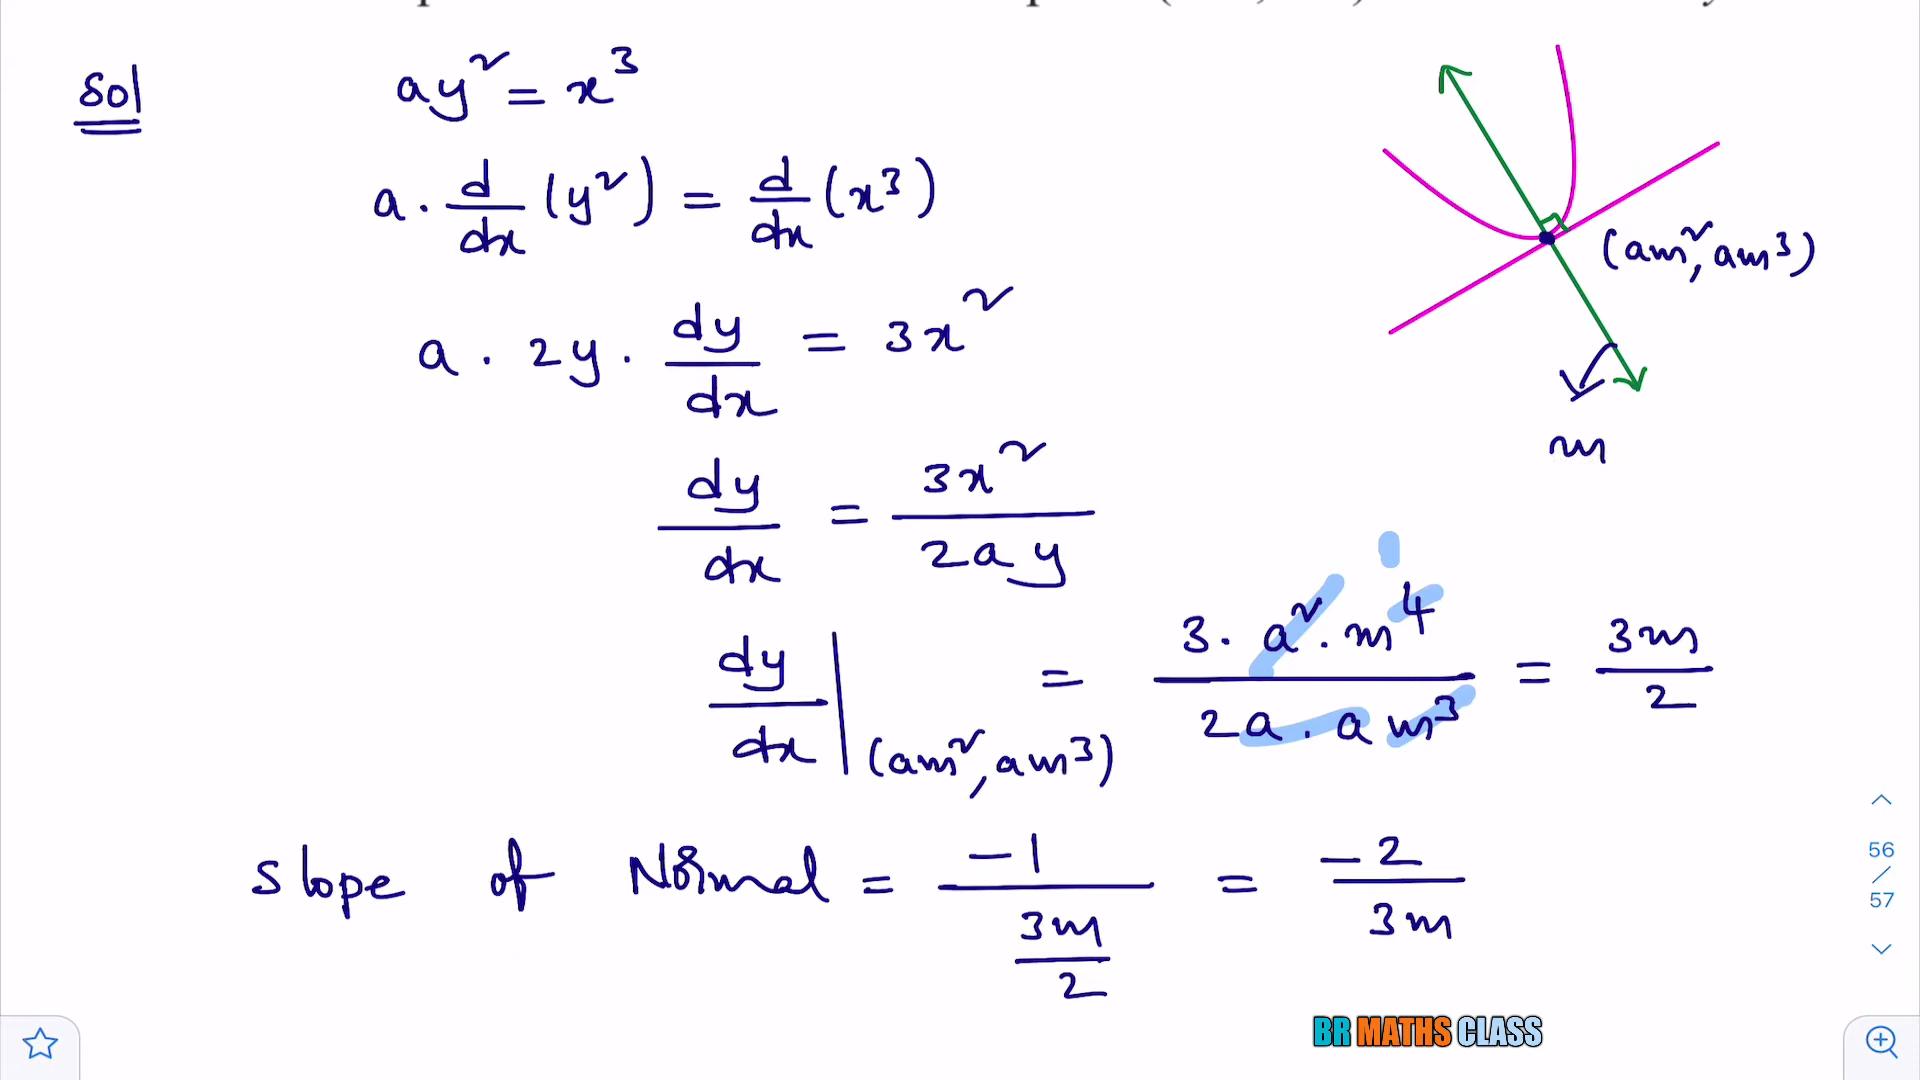 Sol
ay² = x³
a · d/dx (y²) = d/dx (x³)
a · 2y · dy/dx = 3x²
dy/dx = 3x² / 2ay
dy/dx |(am², am³) = 3 · a² · m⁴ / 2a · am³ = 3m/2
Slope of Normal = -1 / (3m/2) = -2/3m
(am², am³)
m
56
/
57
BR MATHS CLASS